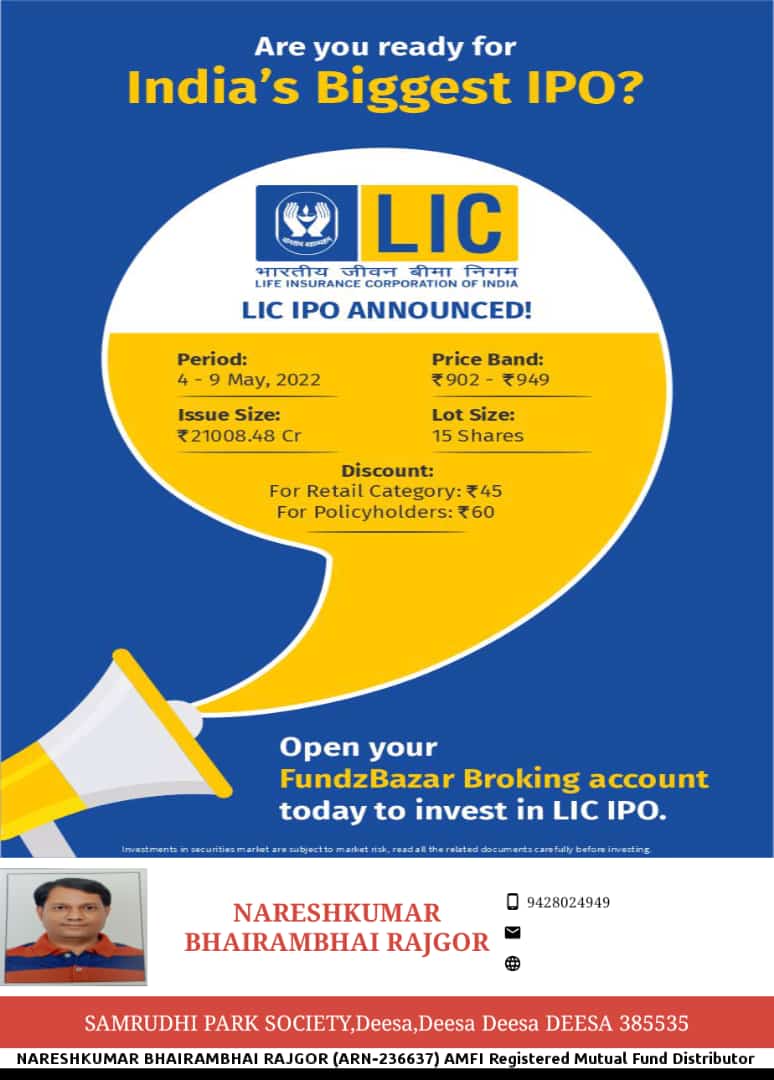 Are you ready for
India's Biggest IPO?
LIC
भारतीय जीवन बीमा निगम
LIFE INSURANCE CORPORATION OF INDIA
LIC IPO ANNOUNCED!
Period:
4 - 9 May, 2022
Price Band:
₹902 - ₹949
Issue Size:
₹21008.48 Cr
Lot Size:
15 Shares
Discount:
For Retail Category: ₹45
For Policyholders: ₹60
Open your
FundzBazar Broking account
today to invest in LIC IPO.
Investments in securities market are subject to market risk, read all the related documents carefully before investing.
NARESHKUMAR
BHAIRAMBHAI RAJGOR
9428024949
SAMRUDHI PARK SOCIETY,Deesa,Deesa Deesa DEESA 385535
NARESHKUMAR BHAIRAMBHAI RAJGOR (ARN-236637) AMFI Registered Mutual Fund Distributor